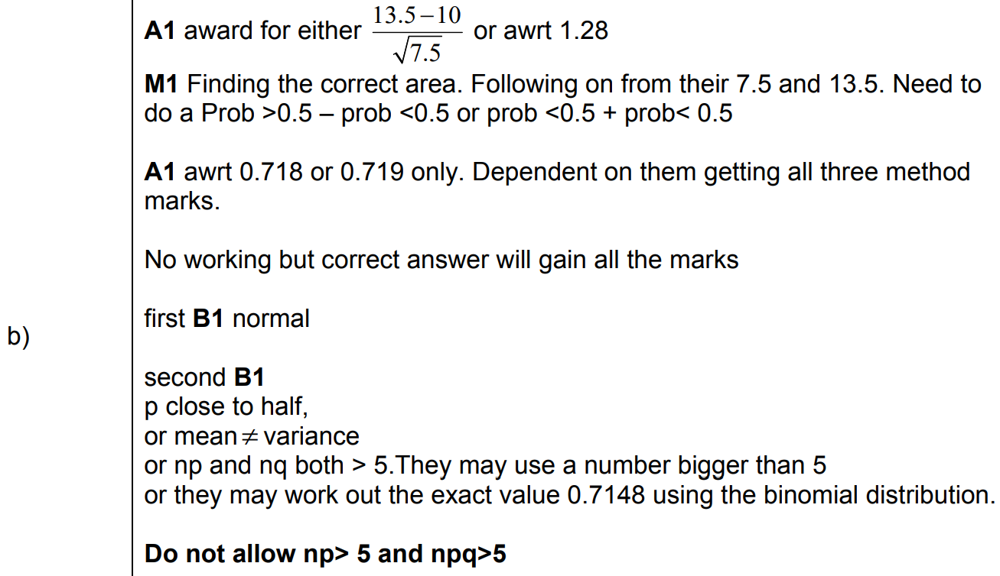 A1 award for either (13.5 – 10)/√7.5 or awrt 1.28
M1 Finding the correct area. Following on from their 7.5 and 13.5. Need to
do a Prob >0.5 – prob <0.5 or prob <0.5 + prob< 0.5
A1 awrt 0.718 or 0.719 only. Dependent on them getting all three method
marks.
No working but correct answer will gain all the marks
first B1 normal
b)
second B1
p close to half,
or mean ≠ variance
or np and nq both > 5.They may use a number bigger than 5
or they may work out the exact value 0.7148 using the binomial distribution.
Do not allow np> 5 and npq>5